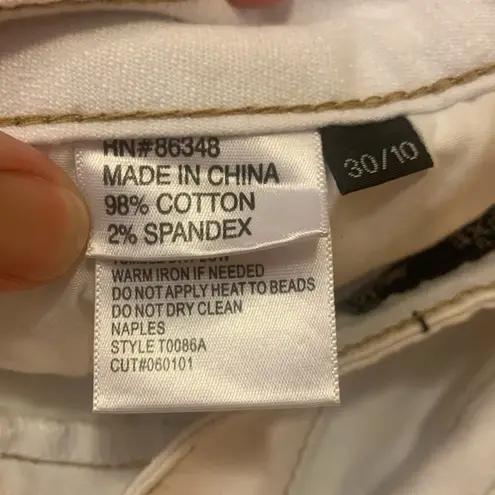 RN#86348
MADE IN CHINA
98% COTTON
2% SPANDEX
30/10
WARM IRON IF NEEDED
DO NOT APPLY HEAT TO BEADS
DO NOT DRY CLEAN
NAPLES
STYLE T0086A
CUT#060101